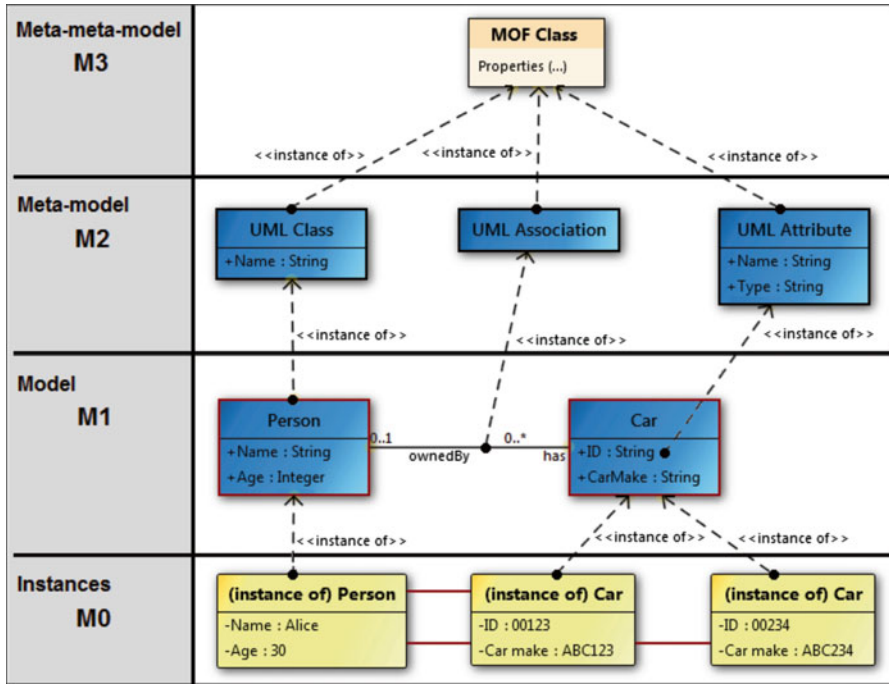 Meta-meta-model
M3
MOF Class
Properties (...)
<<instance of>>
<<instance of>>
<<instance of>>
Meta-model
M2
UML Class
+Name : String
UML Association
UML Attribute
+Name : String
+Type : String
<<instance of>>
<<instance of>>
<<instance of>>
Model
M1
Person
+Name : String
+Age : Integer
0..1
ownedBy
0..*
has
Car
+ID : String
+CarMake : String
<<instance of>>
<<instance of>>
<<instance of>>
Instances
M0
(instance of) Person
-Name : Alice
-Age : 30
(instance of) Car
-ID : 00123
-Car make : ABC123
(instance of) Car
-ID : 00234
-Car make : ABC234